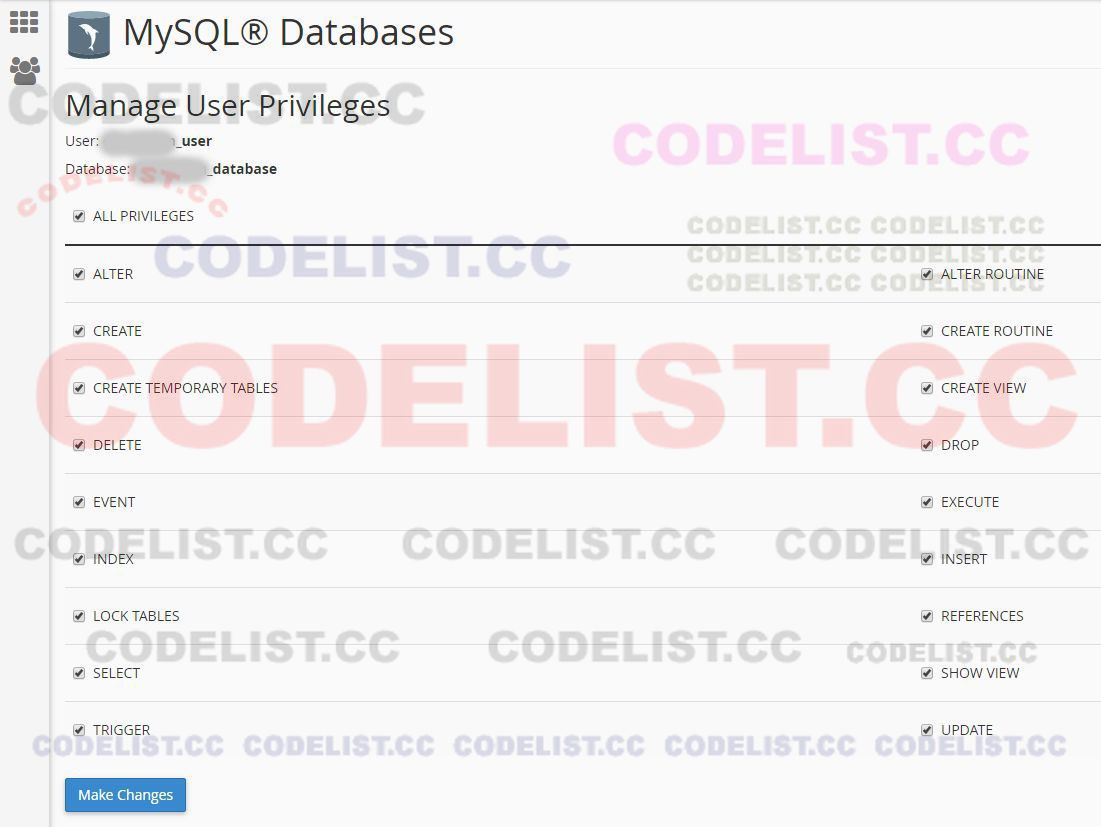 MySQL® Databases
CODELIST.CC
Manage User Privileges
CODELIST.CC
User: _user
Database: _database
CODELIST.CC
ALL PRIVILEGES
CODELIST.CC CODELIST.CC
CODELIST.CC
CODELIST.CC CODELIST.CC
ALTER ALTER ROUTINE
CODELIST.CC CODELIST.CC
CREATE CREATE ROUTINE
CODELIST.CC
CREATE TEMPORARY TABLES CREATE VIEW
DELETE DROP
EVENT EXECUTE
CODELIST.CC CODELIST.CC CODELIST.CC
INDEX INSERT
LOCK TABLES REFERENCES
CODELIST.CC CODELIST.CC CODELIST.CC
SELECT SHOW VIEW
TRIGGER UPDATE
CODELIST.CC CODELIST.CC CODELIST.CC CODELIST.CC CODELIST.CC
Make Changes